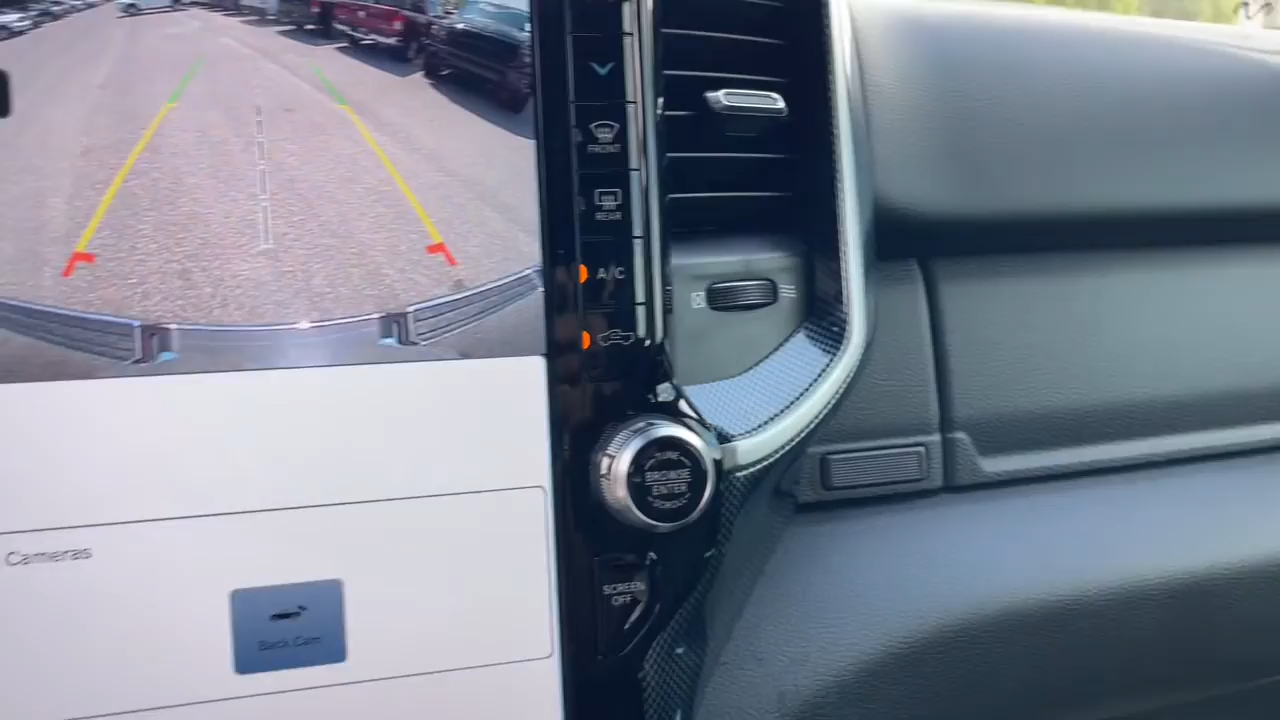 FRONT
REAR
A/C
TUNE
BROWSE
ENTER
SCROLL
Cameras
SCREEN
OFF
Back Cam